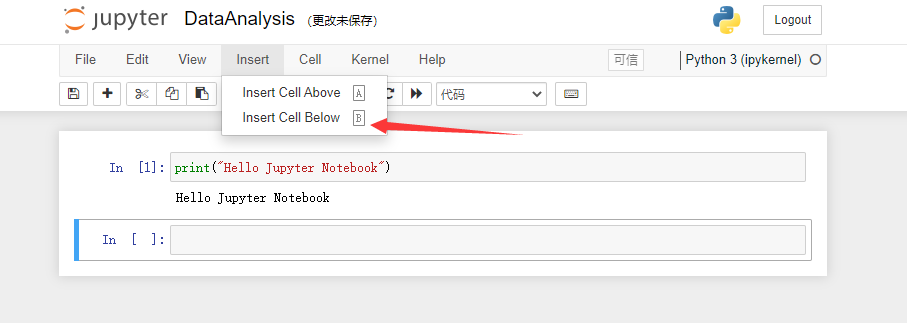 jupyter DataAnalysis (更改未保存) Logout
File Edit View Insert Cell Kernel Help 可信 Python 3 (ipykernel)
代码
Insert Cell Above A
Insert Cell Below B
In [1]: print("Hello Jupyter Notebook")
Hello Jupyter Notebook
In [ ]: